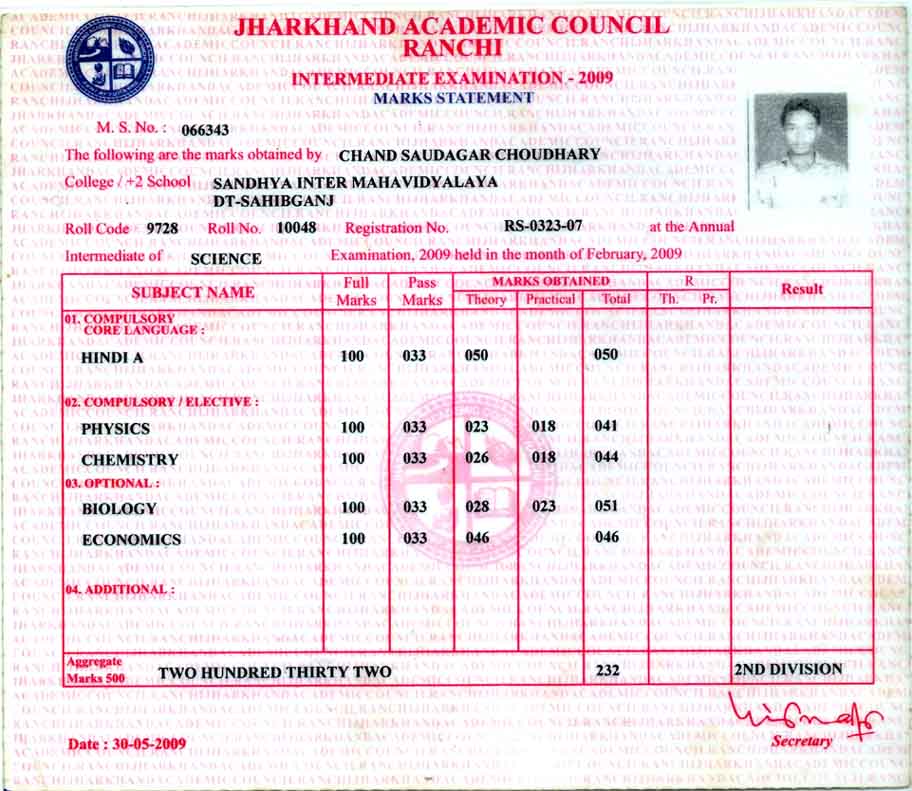 JHARKHAND ACADEMIC COUNCIL
RANCHI
INTERMEDIATE EXAMINATION - 2009
MARKS STATEMENT
M. S. No. : 066343
The following are the marks obtained by CHAND SAUDAGAR CHOUDHARY
College / +2 School SANDHYA INTER MAHAVIDYALAYA
DT-SAHIBGANJ
Roll Code 9728 Roll No. 10048 Registration No. RS-0323-07 at the Annual
Intermediate of SCIENCE Examination, 2009 held in the month of February, 2009
SUBJECT NAME Full Marks Pass Marks MARKS OBTAINED R Result
Theory Practical Total Th. Pr.
01. COMPULSORY
CORE LANGUAGE :
HINDI A 100 033 050 050
02. COMPULSORY / ELECTIVE :
PHYSICS 100 033 023 018 041
CHEMISTRY 100 033 026 018 044
03. OPTIONAL :
BIOLOGY 100 033 028 023 051
ECONOMICS 100 033 046 046
04. ADDITIONAL :
Aggregate
Marks 500 TWO HUNDRED THIRTY TWO 232 2ND DIVISION
Date : 30-05-2009
Secretary